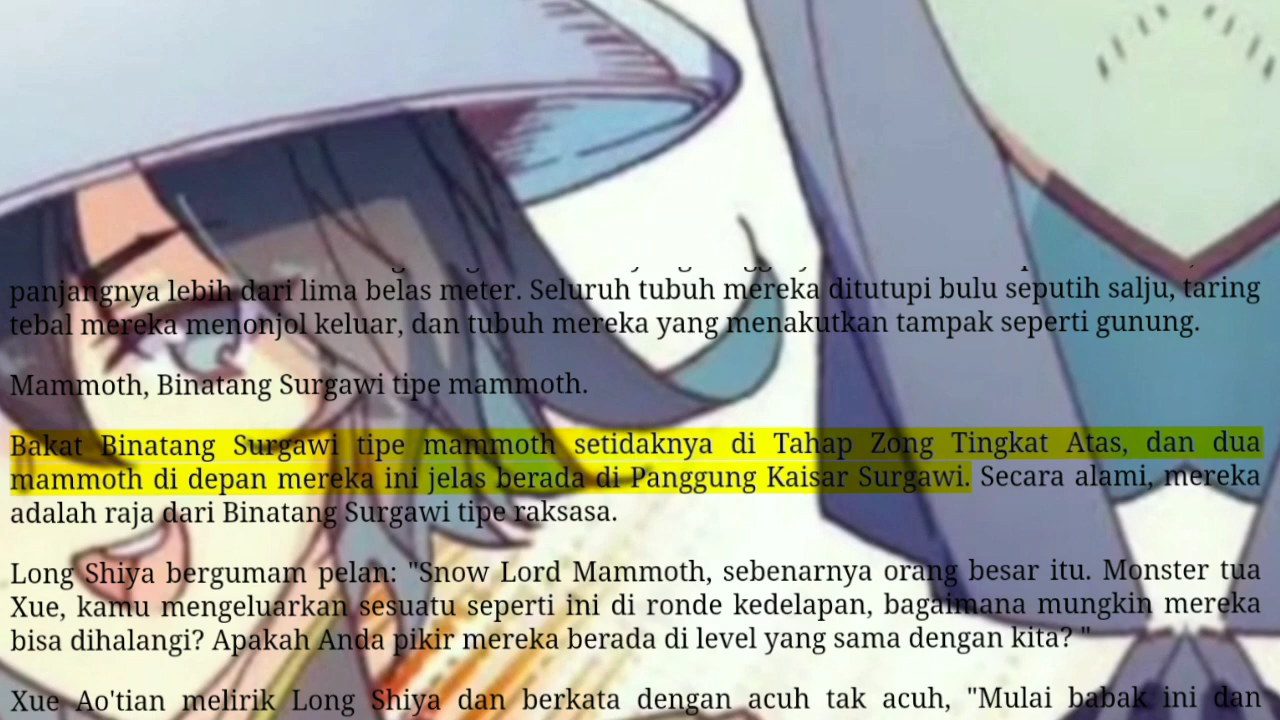 panjangnya lebih dari lima belas meter. Seluruh tubuh mereka ditutupi bulu seputih salju, taring
tebal mereka menonjol keluar, dan tubuh mereka yang menakutkan tampak seperti gunung.
Mammoth, Binatang Surgawi tipe mammoth.
Bakat Binatang Surgawi tipe mammoth setidaknya di Tahap Zong Tingkat Atas, dan dua
mammoth di depan mereka ini jelas berada di Panggung Kaisar Surgawi. Secara alami, mereka
adalah raja dari Binatang Surgawi tipe raksasa.
Long Shiya bergumam pelan: "Snow Lord Mammoth, sebenarnya orang besar itu. Monster tua
Xue, kamu mengeluarkan sesuatu seperti ini di ronde kedelapan, bagaimana mungkin mereka
bisa dihalangi? Apakah Anda pikir mereka berada di level yang sama dengan kita? "
Xue Ao'tian melirik Long Shiya dan berkata dengan acuh tak acuh, "Mulai babak ini dan